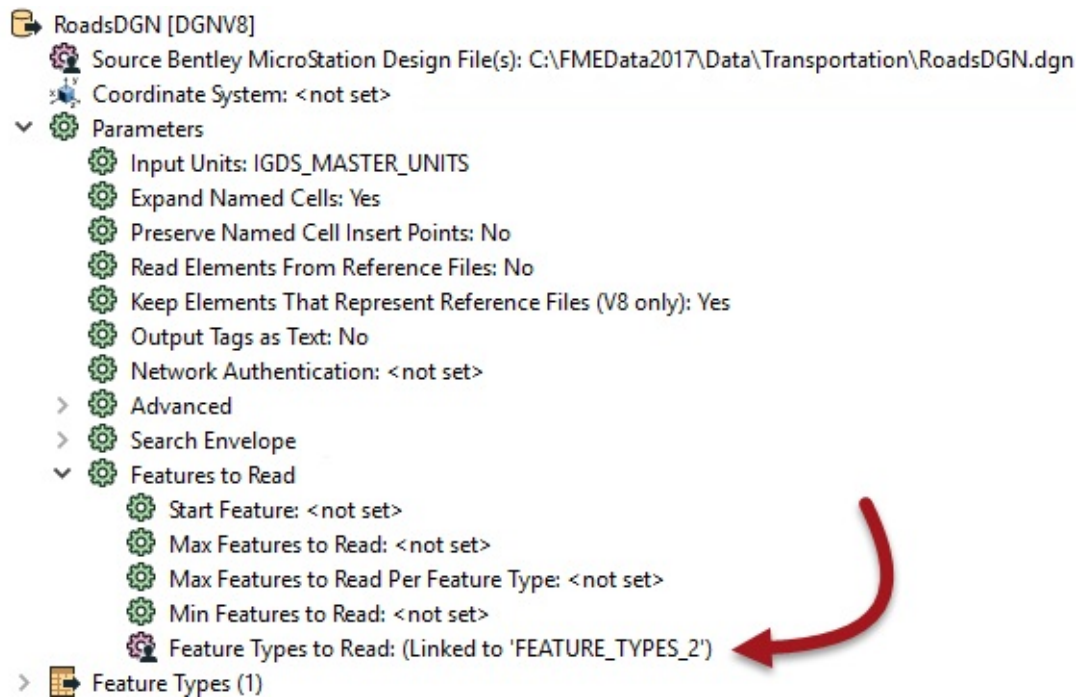 RoadsDGN [DGNV8]
Source Bentley MicroStation Design File(s): C:\FMEData2017\Data\Transportation\RoadsDGN.dgn
Coordinate System: <not set>
Parameters
Input Units: IGDS_MASTER_UNITS
Expand Named Cells: Yes
Preserve Named Cell Insert Points: No
Read Elements From Reference Files: No
Keep Elements That Represent Reference Files (V8 only): Yes
Output Tags as Text: No
Network Authentication: <not set>
Advanced
Search Envelope
Features to Read
Start Feature: <not set>
Max Features to Read: <not set>
Max Features to Read Per Feature Type: <not set>
Min Features to Read: <not set>
Feature Types to Read: (Linked to 'FEATURE_TYPES_2')
Feature Types (1)